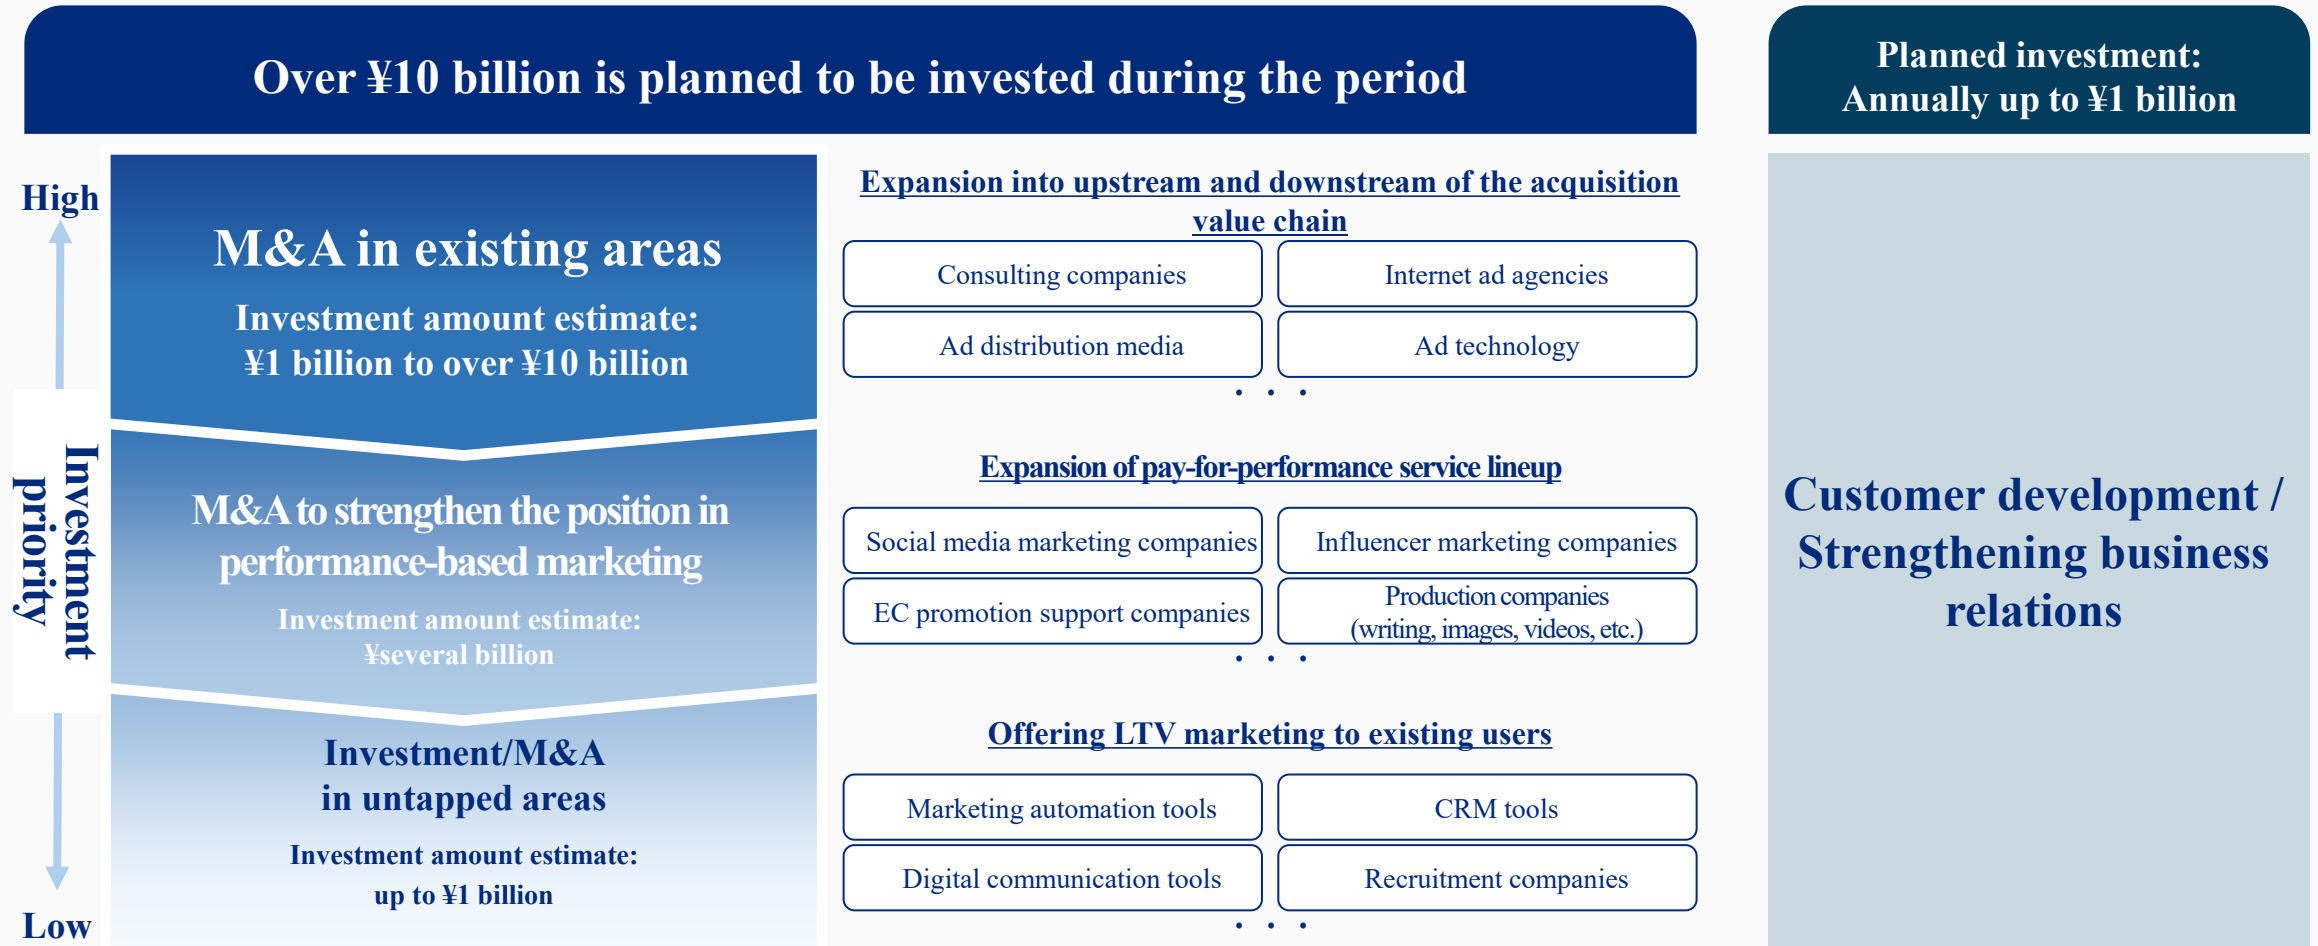 Over ¥10 billion is planned to be invested during the period
Planned investment:
Annually up to ¥1 billion
High
Investment
priority
Low
M&A in existing areas
Investment amount estimate:
¥1 billion to over ¥10 billion
Expansion into upstream and downstream of the acquisition
value chain
Consulting companies
Internet ad agencies
Ad distribution media
Ad technology
・・・
M&A to strengthen the position in
performance-based marketing
Investment amount estimate:
¥several billion
Expansion of pay-for-performance service lineup
Social media marketing companies
Influencer marketing companies
EC promotion support companies
Production companies
(writing, images, videos, etc.)
・・・
Investment/M&A
in untapped areas
Investment amount estimate:
up to ¥1 billion
Offering LTV marketing to existing users
Marketing automation tools
CRM tools
Digital communication tools
Recruitment companies
・・・
Customer development /
Strengthening business
relations